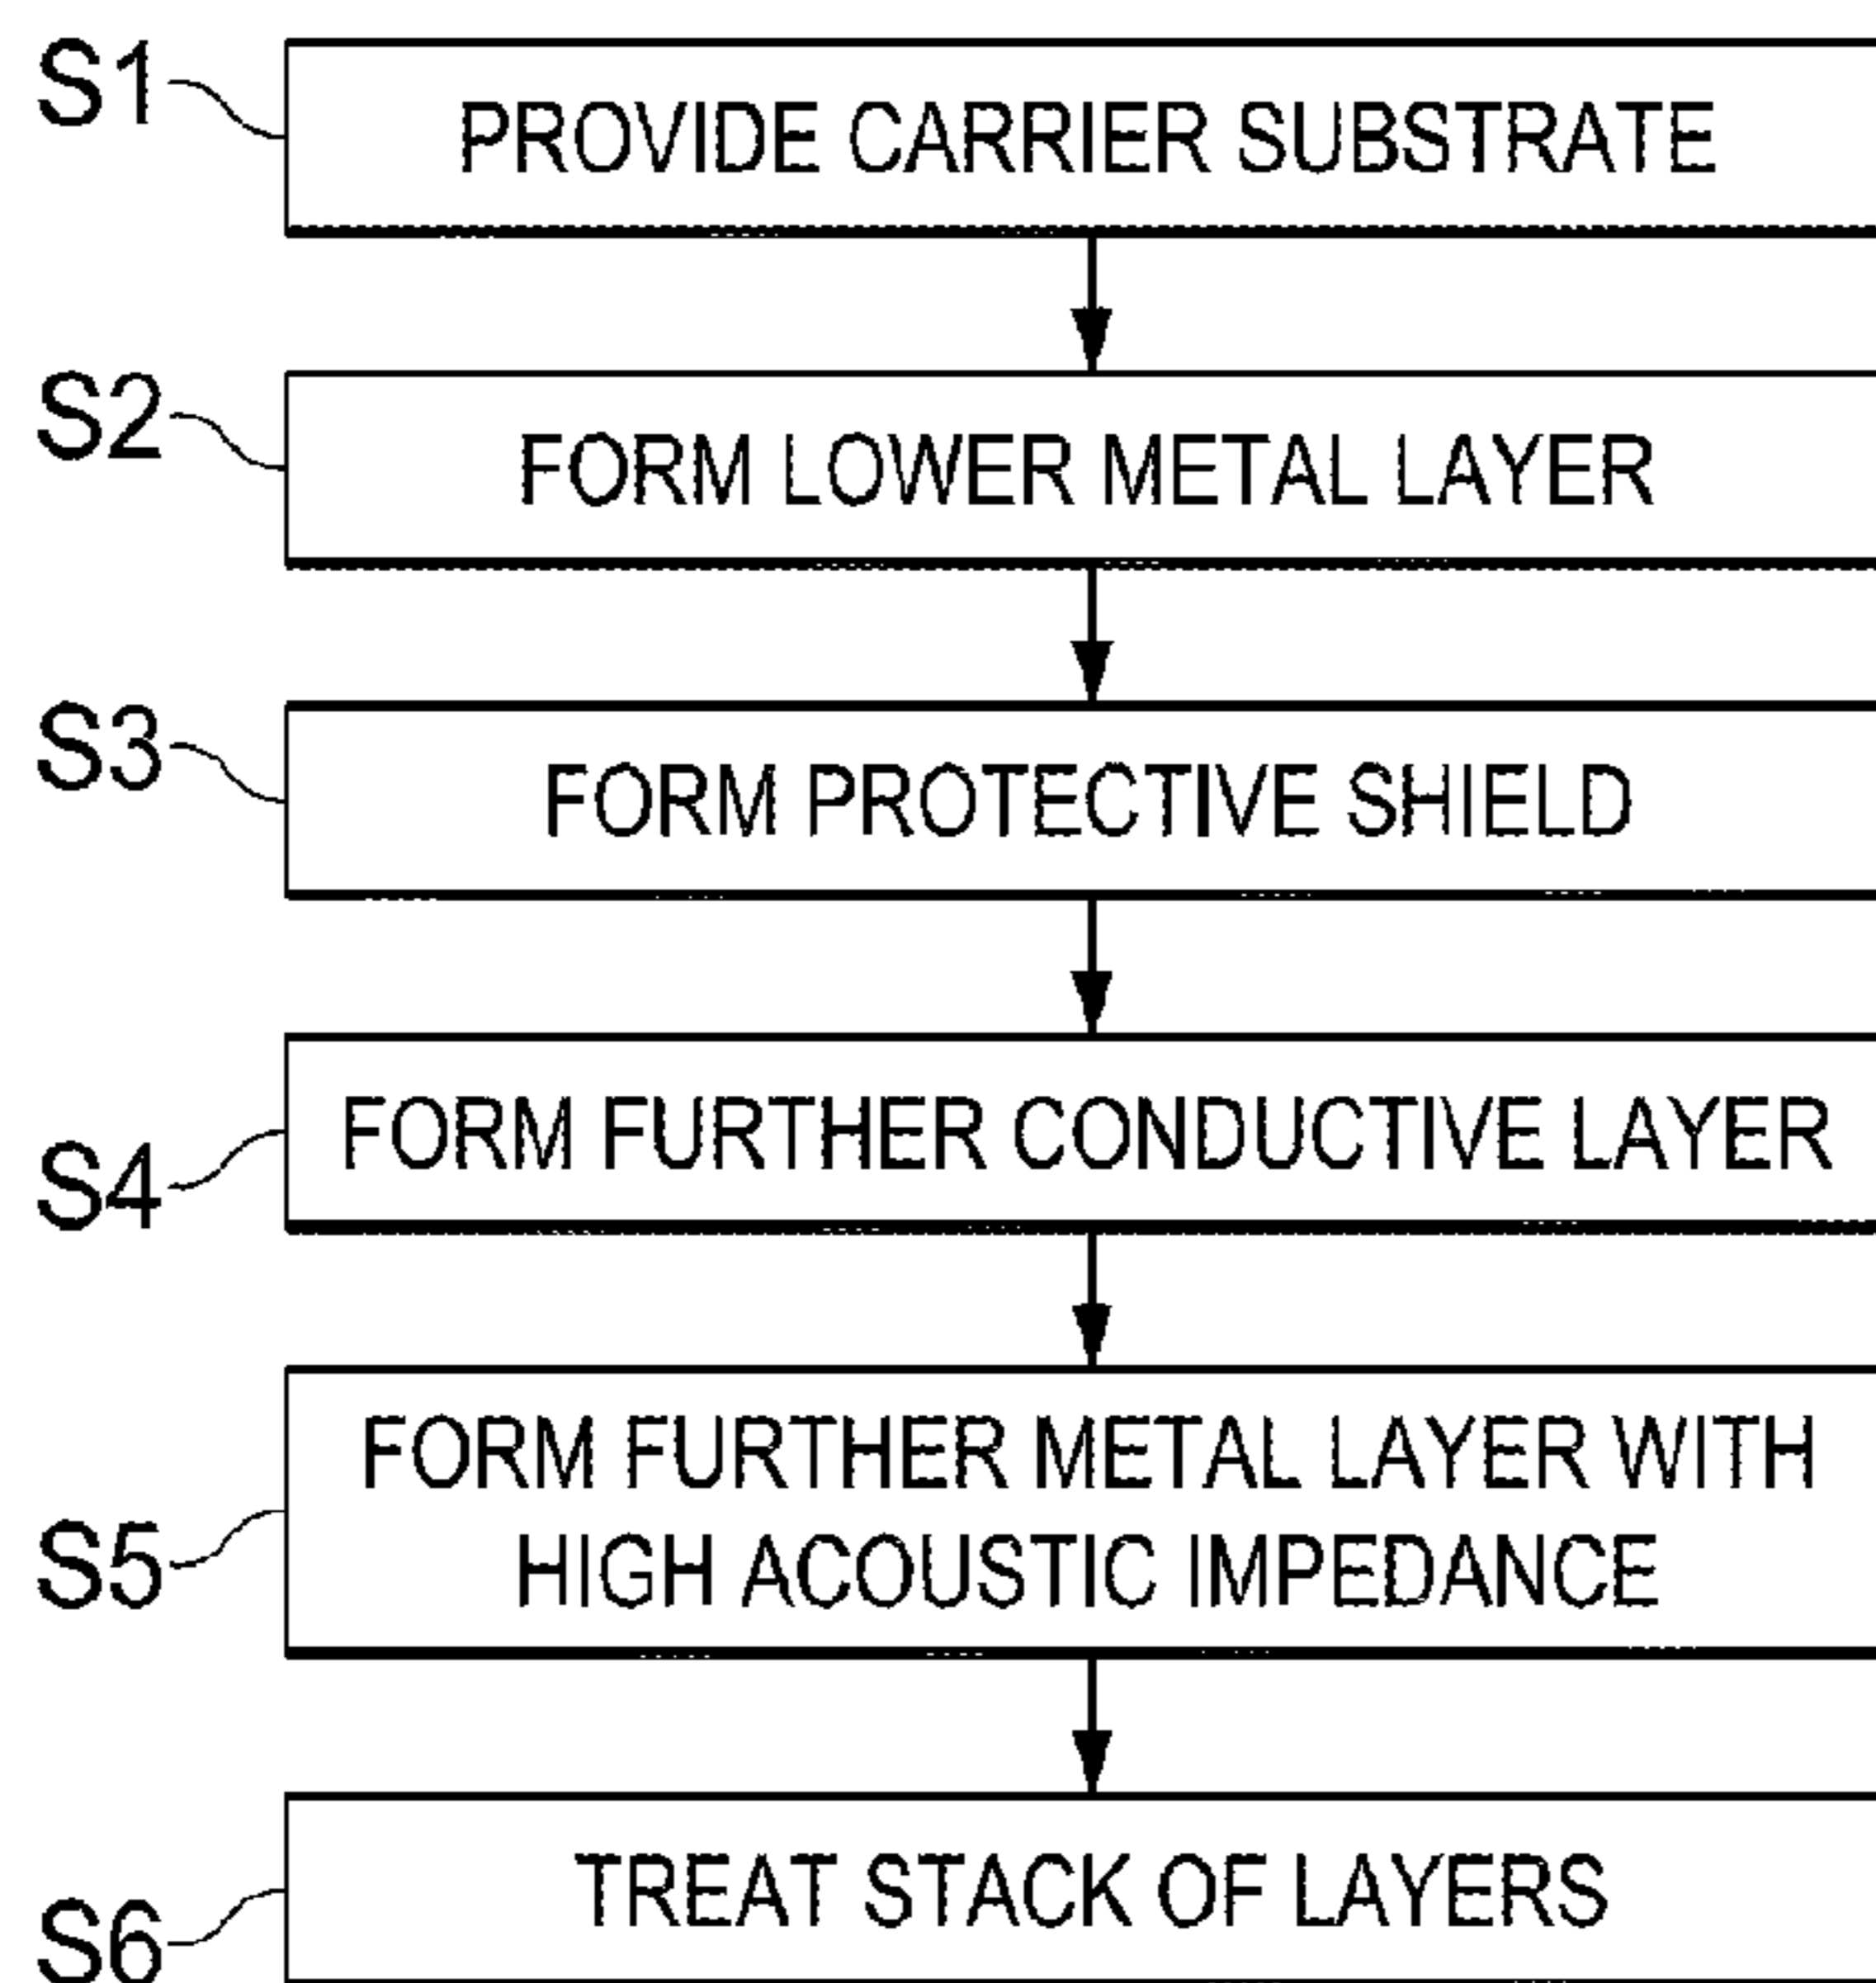 S1
PROVIDE CARRIER SUBSTRATE
S2
FORM LOWER METAL LAYER
S3
FORM PROTECTIVE SHIELD
S4
FORM FURTHER CONDUCTIVE LAYER
S5
FORM FURTHER METAL LAYER WITH
HIGH ACOUSTIC IMPEDANCE
S6
TREAT STACK OF LAYERS